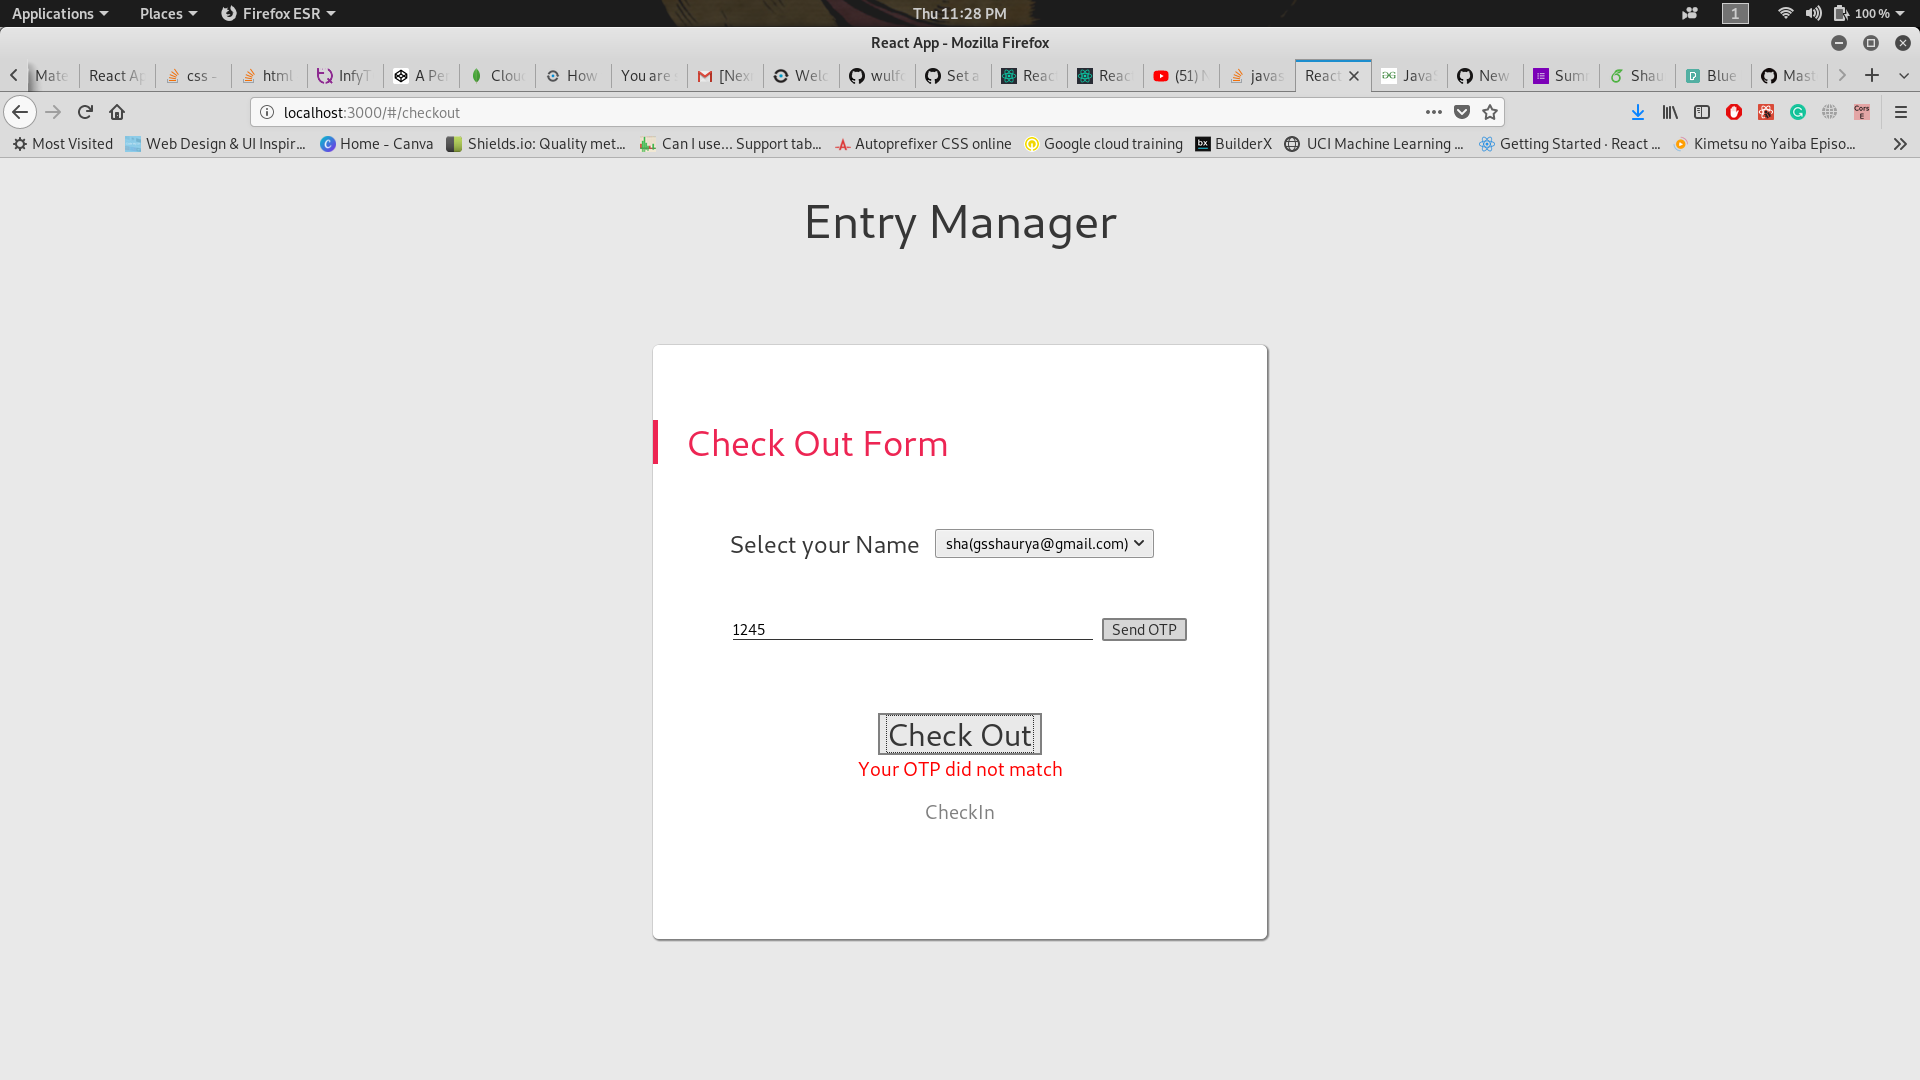 Applications Places Firefox ESR Thu 11:28 PM 1 100 %
React App - Mozilla Firefox
Mate React Ap css - html InfyT A Pe Clou How You are [Nex Welc wulf Set a Reac Reac (51) javas React JavaS New Sum Shau Blue Mast
localhost:3000/#/checkout
Most Visited Web Design & UI Inspir... Home - Canva Shields.io: Quality met... Can I use... Support tab... Autoprefixer CSS online Google cloud training BuilderX UCI Machine Learning ... Getting Started · React ... Kimetsu no Yaiba Episo...
Entry Manager
Check Out Form
Select your Name sha(gsshaurya@gmail.com)
1245 Send OTP
Check Out
Your OTP did not match
CheckIn